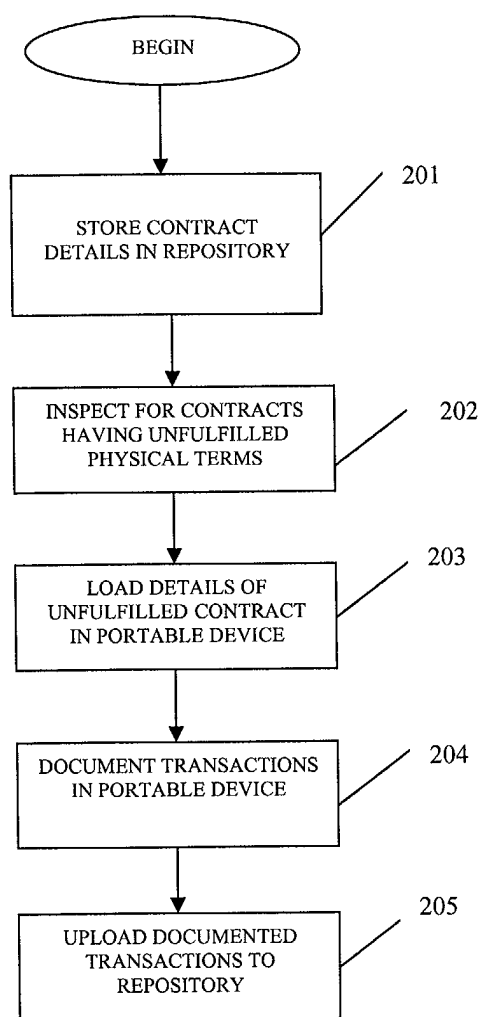 BEGIN
201
STORE CONTRACT
DETAILS IN REPOSITORY
INSPECT FOR CONTRACTS
HAVING UNFULFILLED
PHYSICAL TERMS
202
203
LOAD DETAILS OF
UNFULFILLED CONTRACT
IN PORTABLE DEVICE
204
DOCUMENT TRANSACTIONS
IN PORTABLE DEVICE
205
UPLOAD DOCUMENTED
TRANSACTIONS TO
REPOSITORY